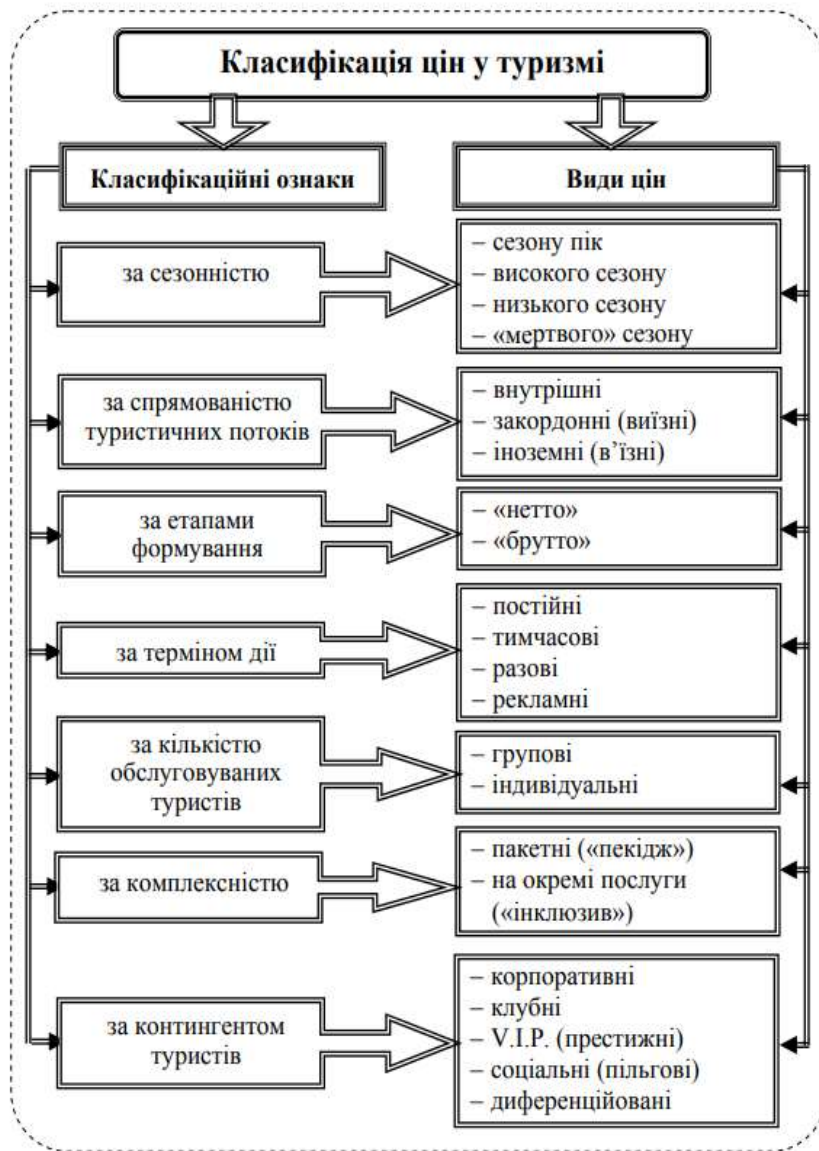 Класифікація цін у туризмі
Класифікаційні ознаки
Види цін
за сезонністю
– сезону пік
– високого сезону
– низького сезону
– «мертвого» сезону
за спрямованістю
туристичних потоків
– внутрішні
– закордонні (виїзні)
– іноземні (в’їзні)
за етапами
формування
– «нетто»
– «брутто»
за терміном дії
– постійні
– тимчасові
– разові
– рекламні
за кількістю
обслуговуваних
туристів
– групові
– індивідуальні
за комплексністю
– пакетні («пекідж»)
– на окремі послуги
(«інклюзив»)
за контингентом
туристів
– корпоративні
– клубні
– V.I.P. (престижні)
– соціальні (пільгові)
– диференційовані